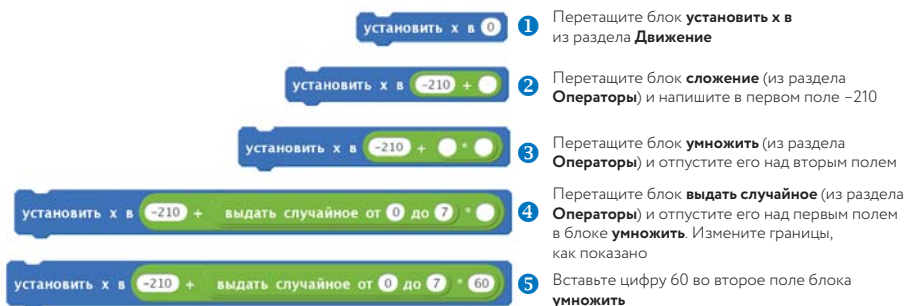 установить x в 0
1 Перетащите блок установить x в
из раздела Движение
установить x в -210 +
2 Перетащите блок сложение (из раздела
Операторы) и напишите в первом поле −210
установить x в -210 + *
3 Перетащите блок умножить (из раздела
Операторы) и отпустите его над вторым полем
установить x в -210 + выдать случайное от 0 до 7 *
4 Перетащите блок выдать случайное (из раздела
Операторы) и отпустите его над первым полем
в блоке умножить. Измените границы,
как показано
установить x в -210 + выдать случайное от 0 до 7 * 60
5 Вставьте цифру 60 во второе поле блока
умножить